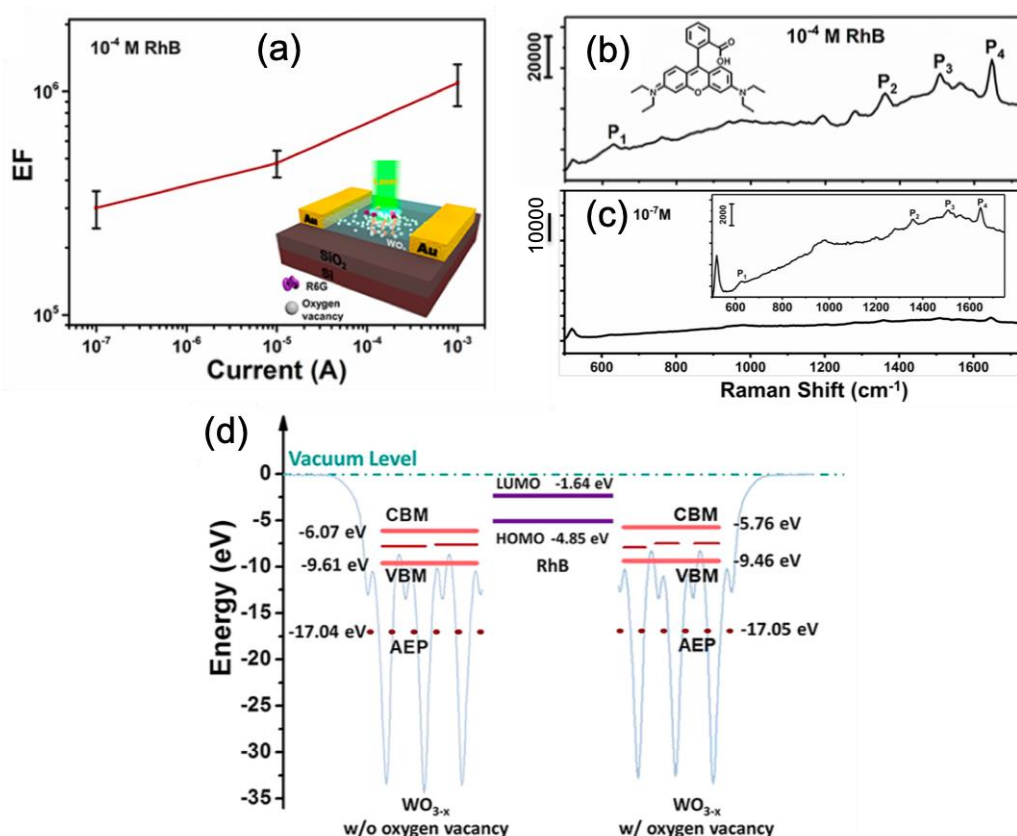 (a)
10⁻⁴ M RhB
EF
10⁶
10⁵
10⁻⁷
10⁻⁶
10⁻⁵
10⁻⁴
10⁻³
Current (A)
Au
Au
WOₓ
SiO₂
Si
R6G
Oxygen
vacancy
(b)
10⁻⁴ M RhB
20000
O
OH
N
O
N
P₁
P₂
P₃
P₄
(c)
10⁻⁷M
10000
2000
P₁
P₂
P₃
P₄
600 800 1000 1200 1400 1600
600 800 1000 1200 1400 1600
Raman Shift (cm⁻¹)
(d)
Energy (eV)
0
-5
-10
-15
-20
-25
-30
-35
Vacuum Level
CBM
-6.07 eV
-9.61 eV
VBM
-17.04 eV
AEP
LUMO -1.64 eV
HOMO -4.85 eV
RhB
CBM
-5.76 eV
-9.46 eV
VBM
-17.05 eV
AEP
WO₃₋ₓ
w/o oxygen vacancy
WO₃₋ₓ
w/ oxygen vacancy